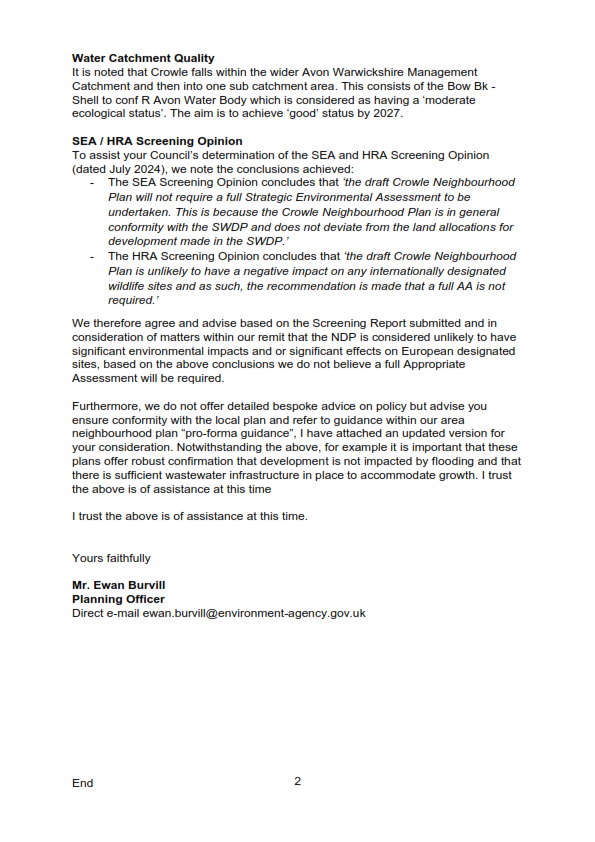 Water Catchment Quality
It is noted that Crowle falls within the wider Avon Warwickshire Management
Catchment and then into one sub catchment area. This consists of the Bow Bk -
Shell to conf R Avon Water Body which is considered as having a ‘moderate
ecological status’. The aim is to achieve ‘good’ status by 2027.
SEA / HRA Screening Opinion
To assist your Council’s determination of the SEA and HRA Screening Opinion
(dated July 2024), we note the conclusions achieved:
- The SEA Screening Opinion concludes that ‘the draft Crowle Neighbourhood
Plan will not require a full Strategic Environmental Assessment to be
undertaken. This is because the Crowle Neighbourhood Plan is in general
conformity with the SWDP and does not deviate from the land allocations for
development made in the SWDP.’
- The HRA Screening Opinion concludes that ‘the draft Crowle Neighbourhood
Plan is unlikely to have a negative impact on any internationally designated
wildlife sites and as such, the recommendation is made that a full AA is not
required.’
We therefore agree and advise based on the Screening Report submitted and in
consideration of matters within our remit that the NDP is considered unlikely to have
significant environmental impacts and or significant effects on European designated
sites, based on the above conclusions we do not believe a full Appropriate
Assessment will be required.
Furthermore, we do not offer detailed bespoke advice on policy but advise you
ensure conformity with the local plan and refer to guidance within our area
neighbourhood plan “pro-forma guidance”, I have attached an updated version for
your consideration. Notwithstanding the above, for example it is important that these
plans offer robust confirmation that development is not impacted by flooding and that
there is sufficient wastewater infrastructure in place to accommodate growth. I trust
the above is of assistance at this time
I trust the above is of assistance at this time.
Yours faithfully
Mr. Ewan Burvill
Planning Officer
Direct e-mail ewan.burvill@environment-agency.gov.uk
End
2